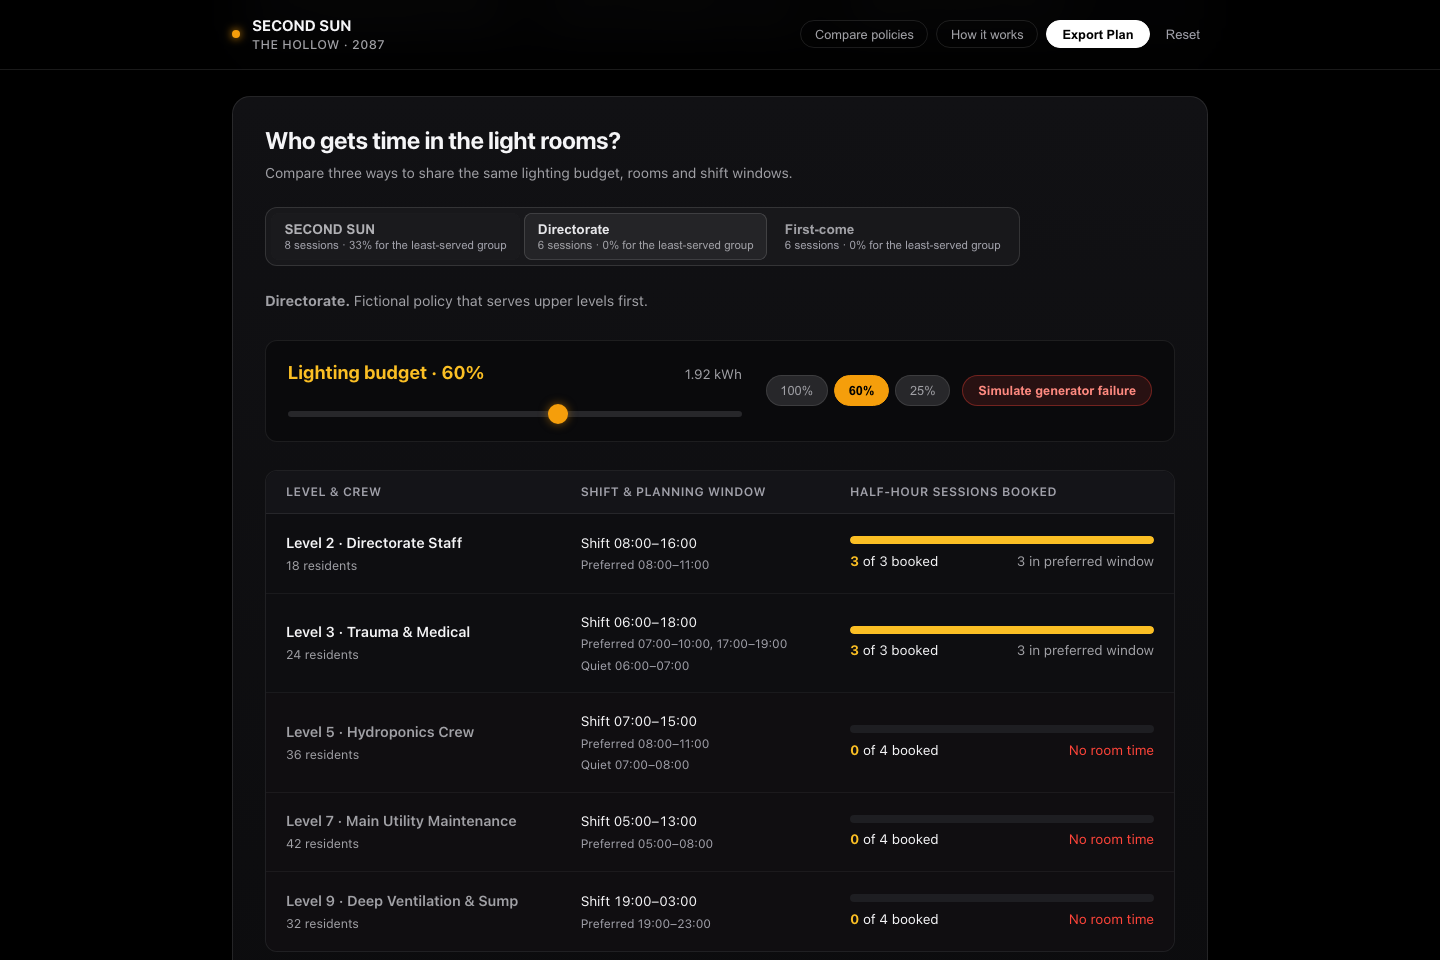 SECOND SUN
THE HOLLOW · 2087
Compare policies
How it works
Export Plan
Reset
Who gets time in the light rooms?
Compare three ways to share the same lighting budget, rooms and shift windows.
SECOND SUN
8 sessions · 33% for the least-served group
Directorate
6 sessions · 0% for the least-served group
First-come
6 sessions · 0% for the least-served group
Directorate. Fictional policy that serves upper levels first.
Lighting budget · 60%
1.92 kWh
100%
60%
25%
Simulate generator failure
LEVEL & CREW
SHIFT & PLANNING WINDOW
HALF-HOUR SESSIONS BOOKED
Level 2 · Directorate Staff
18 residents
Shift 08:00–16:00
Preferred 08:00–11:00
3 of 3 booked
3 in preferred window
Level 3 · Trauma & Medical
24 residents
Shift 06:00–18:00
Preferred 07:00–10:00, 17:00–19:00
Quiet 06:00–07:00
3 of 3 booked
3 in preferred window
Level 5 · Hydroponics Crew
36 residents
Shift 07:00–15:00
Preferred 08:00–11:00
Quiet 07:00–08:00
0 of 4 booked
No room time
Level 7 · Main Utility Maintenance
42 residents
Shift 05:00–13:00
Preferred 05:00–08:00
0 of 4 booked
No room time
Level 9 · Deep Ventilation & Sump
32 residents
Shift 19:00–03:00
Preferred 19:00–23:00
0 of 4 booked
No room time